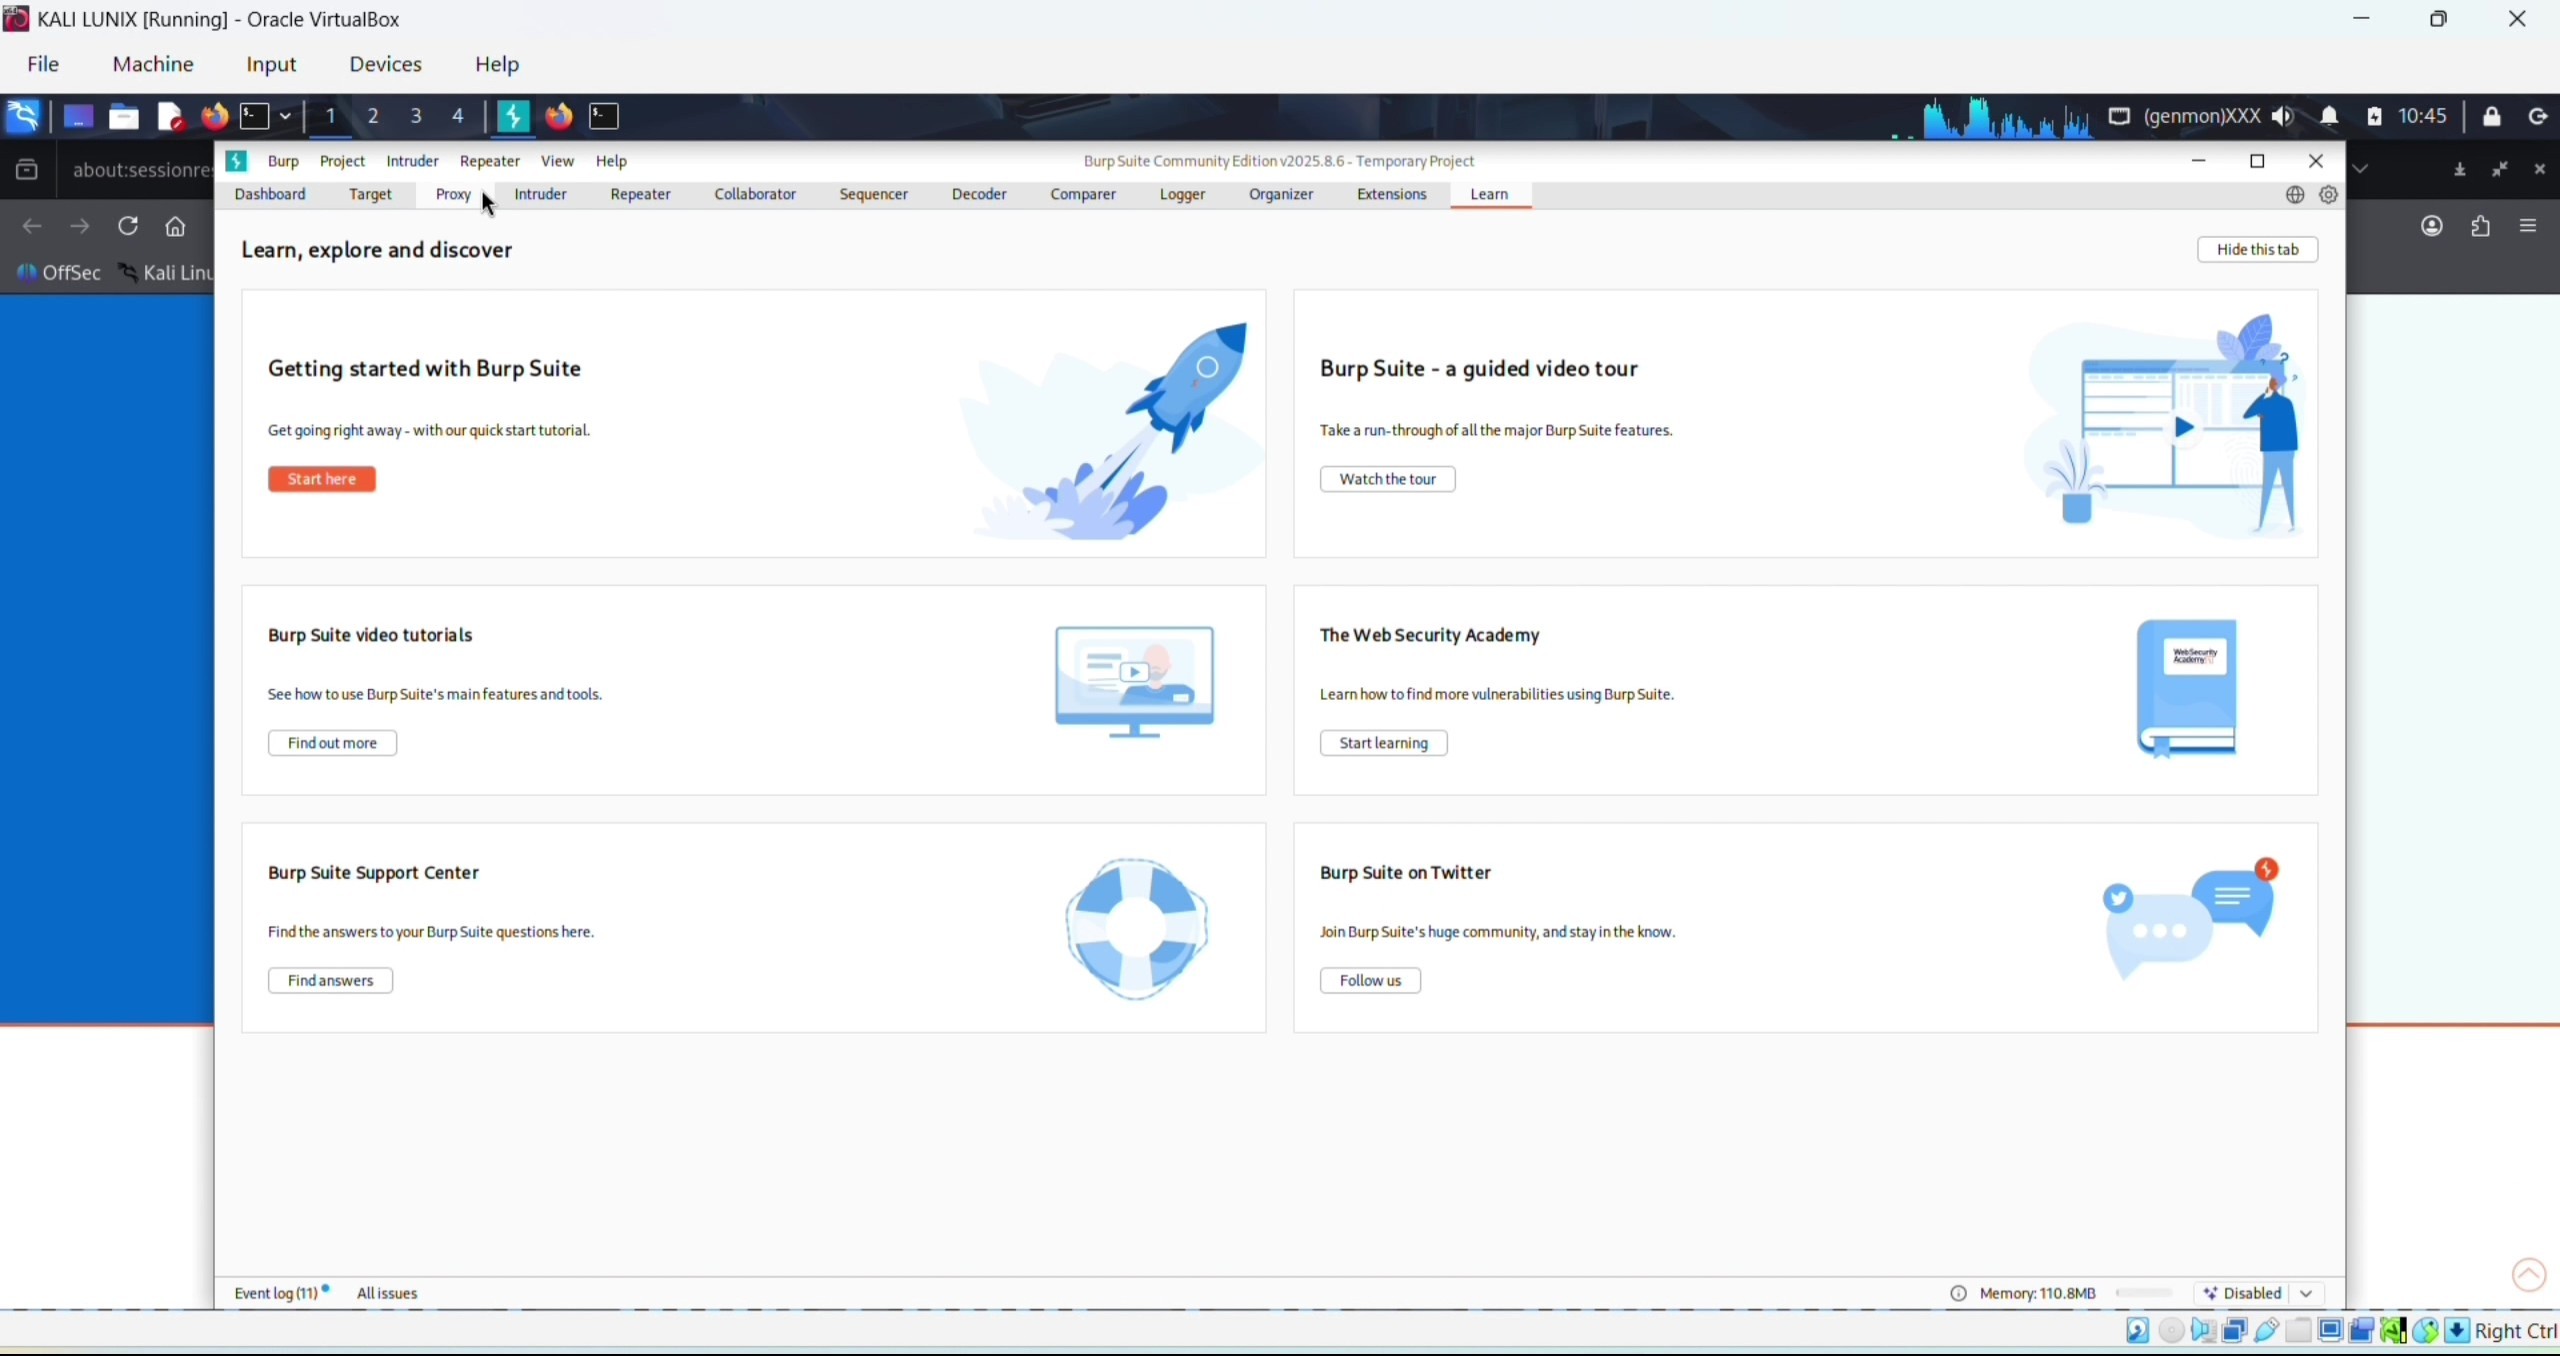 KALI LUNIX [Running] - Oracle VirtualBox
File Machine Input Devices Help
1 2 3 4 (genmon)XXX 10:45
about:sessionres
Burp Project Intruder Repeater View Help
Burp Suite Community Edition v2025.8.6 - Temporary Project
Dashboard Target Proxy Intruder Repeater Collaborator Sequencer Decoder Comparer Logger Organizer Extensions Learn
OffSec Kali Linu
Learn, explore and discover
Hide this tab
Getting started with Burp Suite
Get going right away - with our quick start tutorial.
Start here
Burp Suite - a guided video tour
Take a run-through of all the major Burp Suite features.
Watch the tour
Burp Suite video tutorials
See how to use Burp Suite's main features and tools.
Find out more
The Web Security Academy
Learn how to find more vulnerabilities using Burp Suite.
Start learning
WebSecurity
Academy
Burp Suite Support Center
Find the answers to your Burp Suite questions here.
Find answers
Burp Suite on Twitter
Join Burp Suite's huge community, and stay in the know.
Follow us
Event log (11) All issues
Memory: 110.8MB
Disabled
Right Ctrl